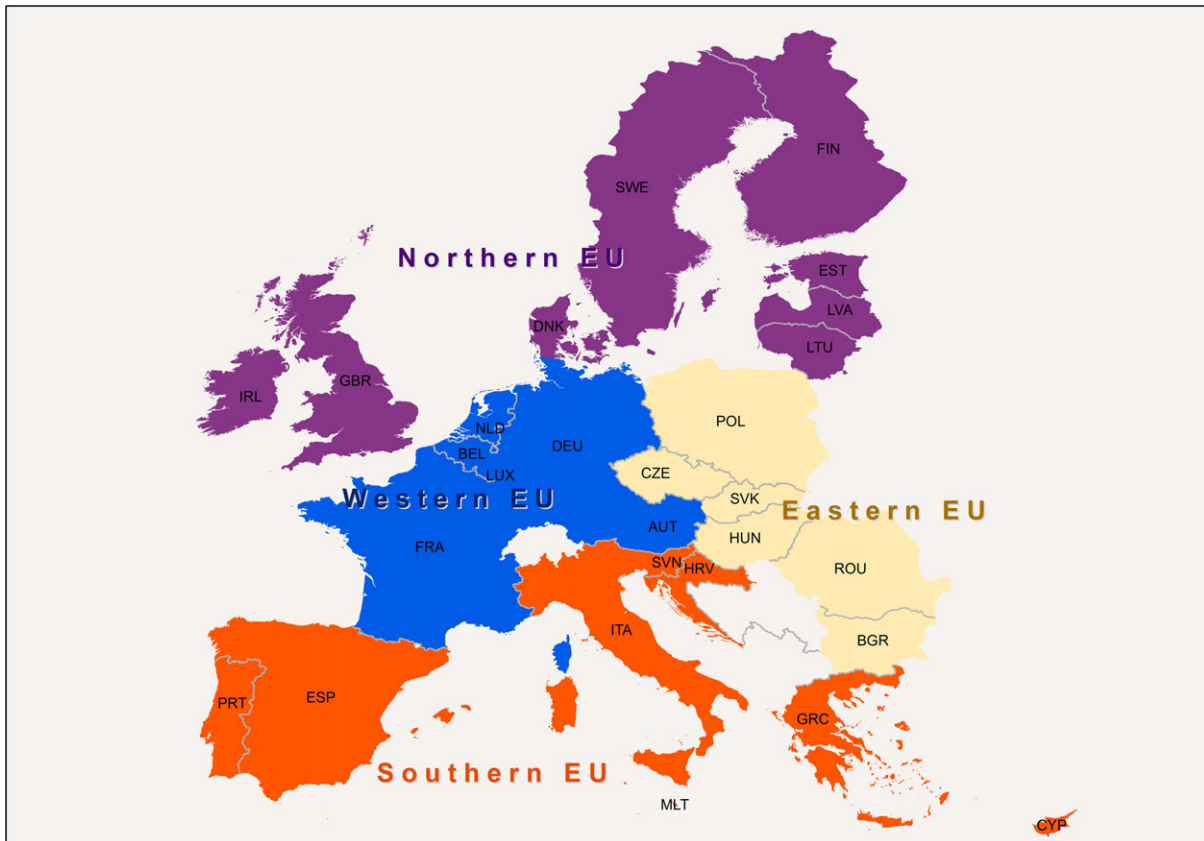 FIN
SWE
Northern EU
EST
LVA
DNK
LTU
GBR
IRL
POL
NLD
DEU
BEL
CZE
LUX
Western EU
SVK
Eastern EU
AUT
HUN
FRA
SVN
HRV
ROU
ITA
BGR
ESP
PRT
GRC
Southern EU
MLT
CYP